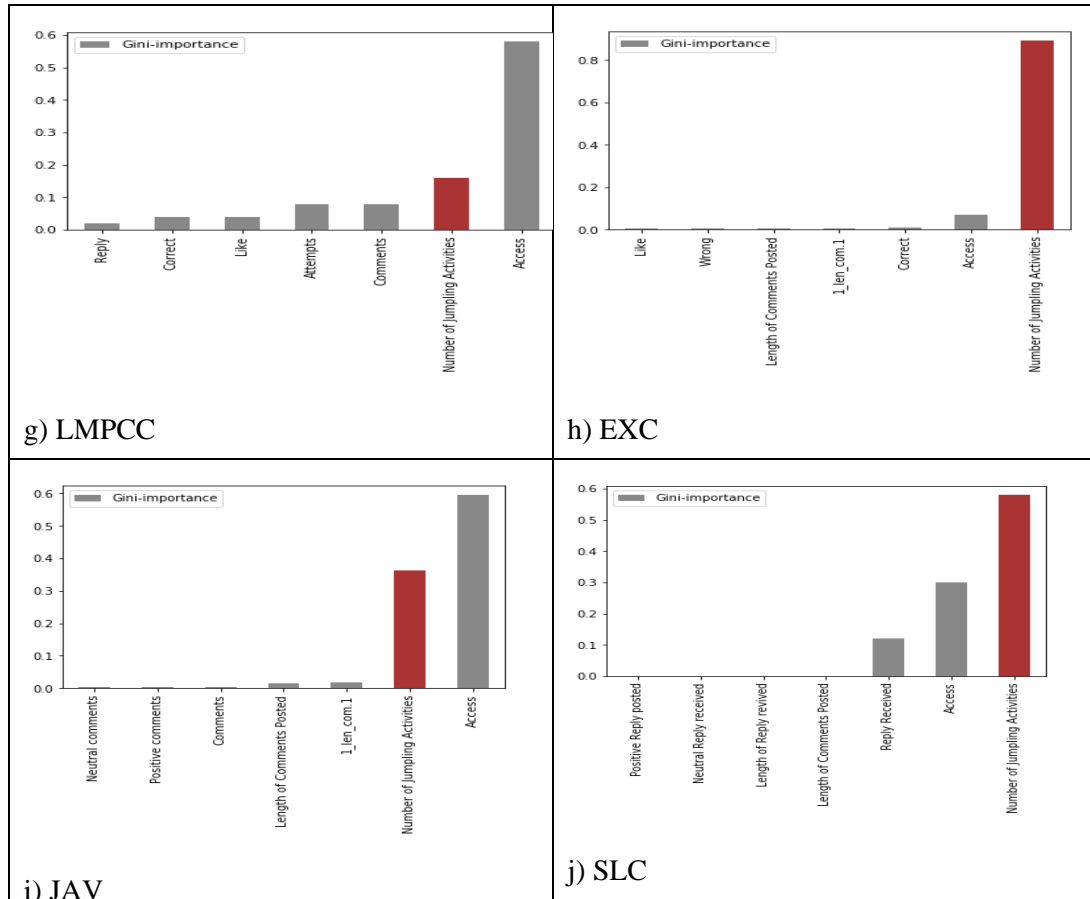 0.6
0.5
0.4
0.3
0.2
0.1
0.0
Gini-importance
Reply
Correct
Like
Attempts
Comments
Number of Jumpling Activities
Access
g) LMPCC
0.8
0.6
0.4
0.2
0.0
Gini-importance
Like
Wrong
Length of Comments Posted
1_len_com.1
Correct
Access
Number of Jumpling Activities
h) EXC
0.6
0.5
0.4
0.3
0.2
0.1
0.0
Gini-importance
Neutral comments
Positive comments
Comments
Length of Comments Posted
1_len_com.1
Number of Jumpling Activities
Access
i) JAV
0.6
0.5
0.4
0.3
0.2
0.1
0.0
Gini-importance
Positive Reply posted
Neutral Reply received
Length of Reply revived
Length of Comments Posted
Reply Received
Access
Number of Jumpling Activities
j) SLC